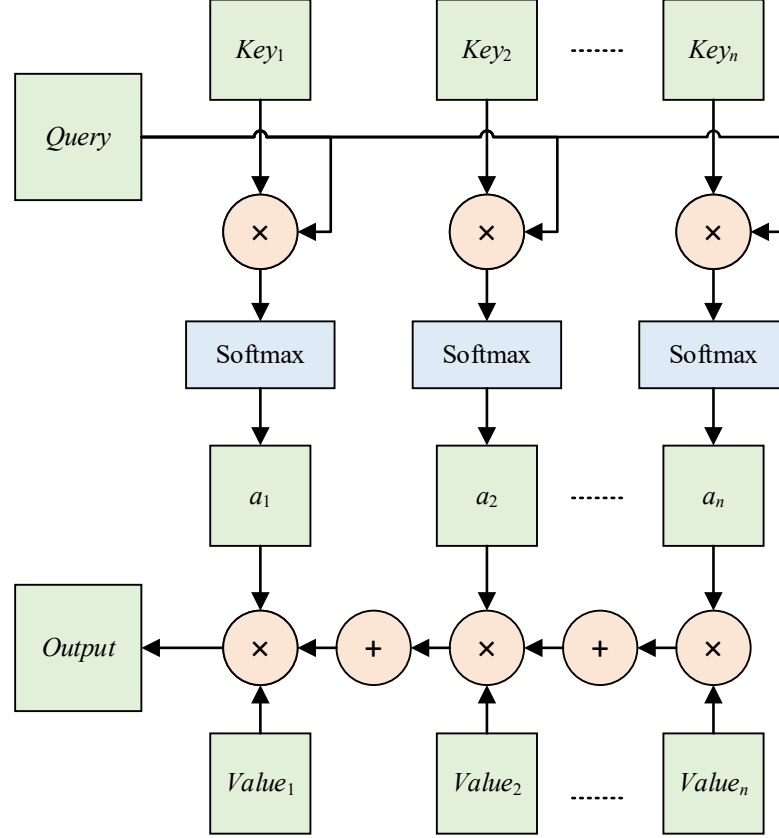 Key₁ Key₂ ........ Keyₙ
Query
× × ×
Softmax Softmax Softmax
a₁ a₂ ........ aₙ
Output × + × + ×
Value₁ Value₂ ........ Valueₙ